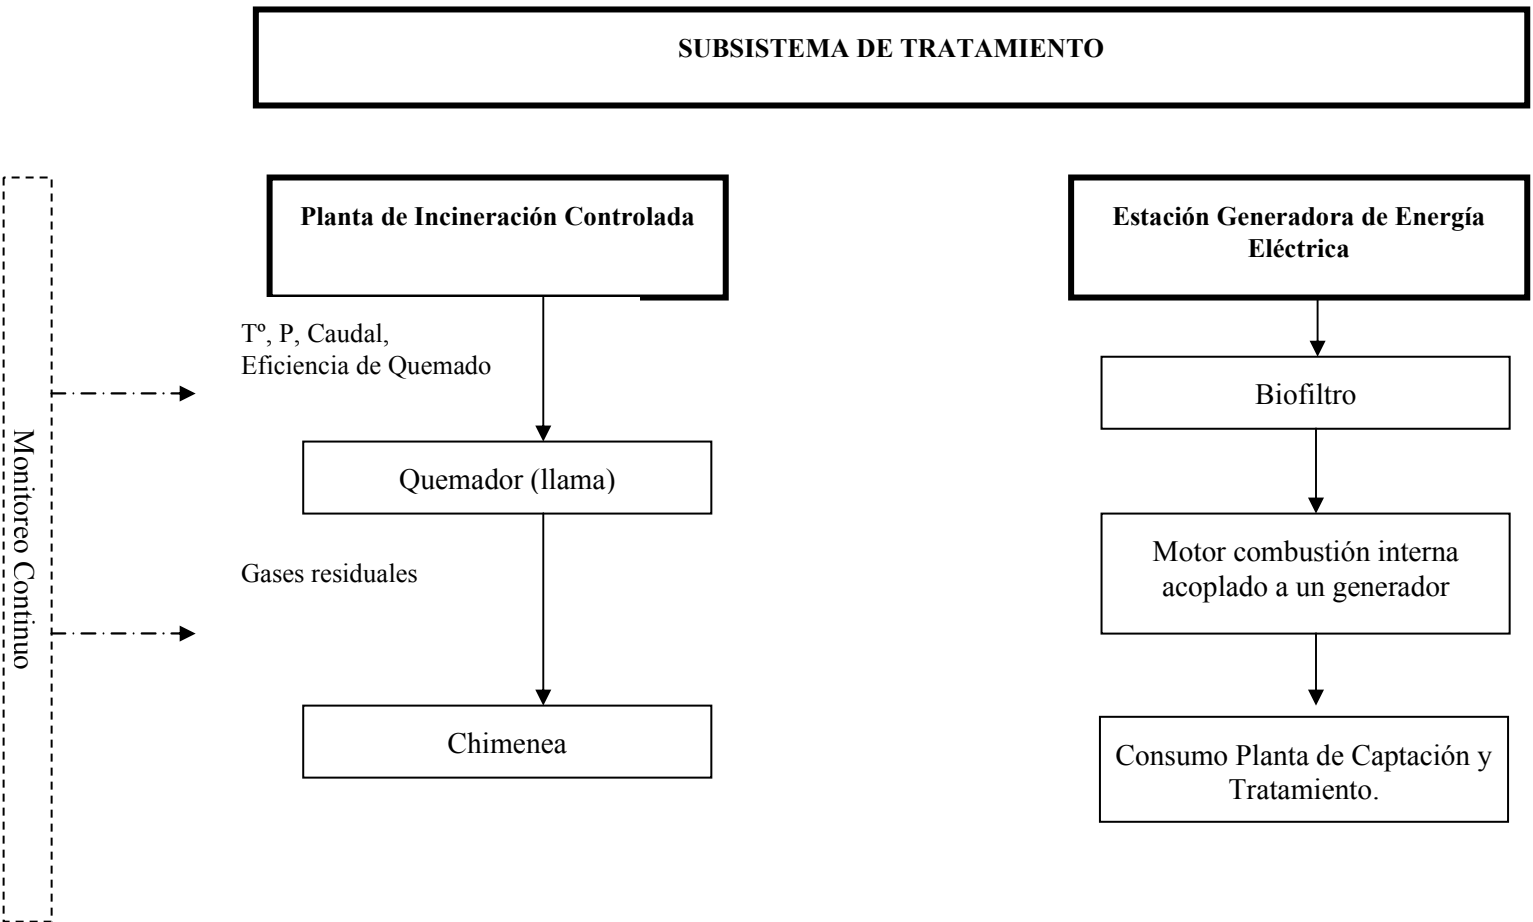 SUBSISTEMA DE TRATAMIENTO
Planta de Incineración Controlada
Estación Generadora de Energía
Eléctrica
Tº, P, Caudal,
Eficiencia de Quemado
Biofiltro
Monitoreo Continuo
Quemador (llama)
Motor combustión interna
acoplado a un generador
Gases residuales
Chimenea
Consumo Planta de Captación y
Tratamiento.